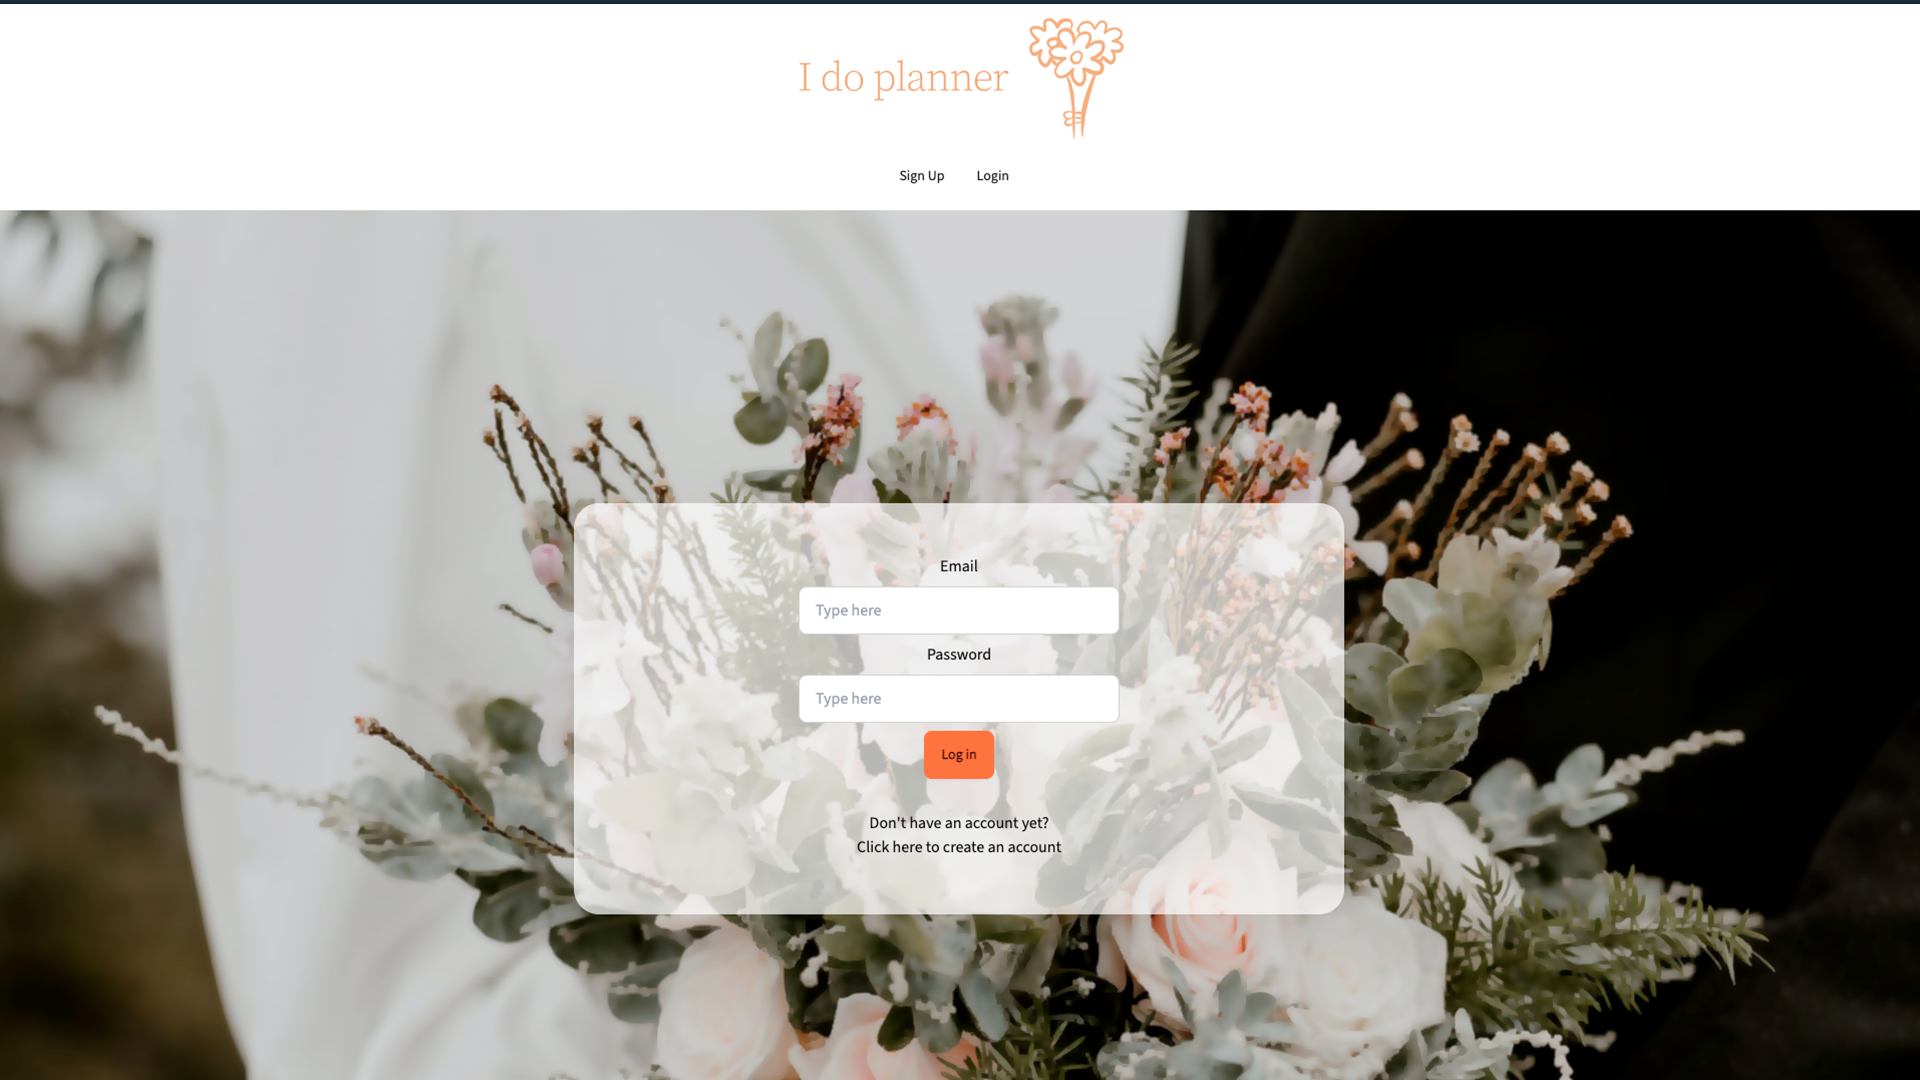 I do planner
Sign Up Login
Email
Type here
Password
Type here
Log in
Don't have an account yet?
Click here to create an account